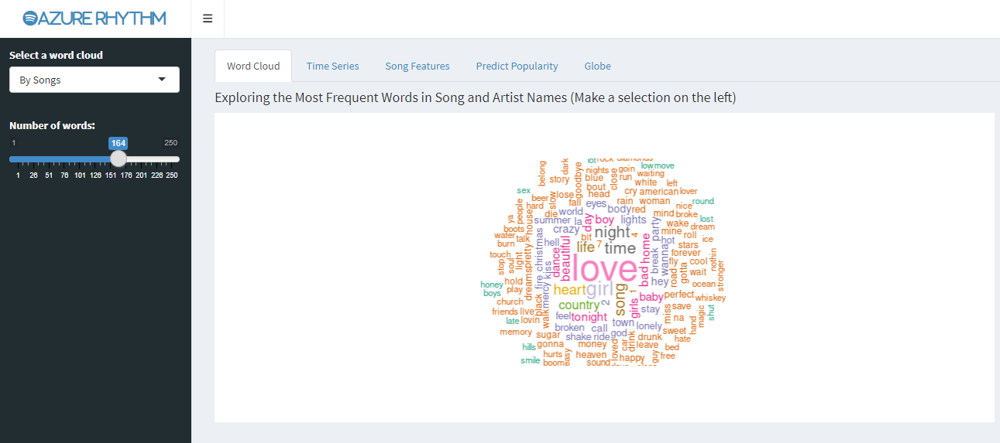 AZURE RHYTHM
Select a word cloud
By Songs
Number of words:
1 164 250
1 26 51 76 101 126 151 176 201 226 250
Word Cloud Time Series Song Features Predict Popularity Globe
Exploring the Most Frequent Words in Song and Artist Names (Make a selection on the left)
belong dark lot rock diamonds low move
goodbye nights close goin waiting
story blue run white left
sex bout cry american lover
beer slow lose head rain woman round
people hard fall eyes nice
ya house die world body red mind broke lost
summer la day boy lights party wake dream
boots crazy night 4 mine roll ice
water talk christmas bit hot stars
burn hell life 7 time home wanna forever nothin
touch light pretty dance beautiful break fly cool
stop soul fire kiss love bad road gotta wait stronger
honey hold dreams hey ocean
boys play mercy heart girl song 1 baby perfect whiskey
church black country 2 girls stay miss save magic shut
friends live feel tonight na hand
late lovin walk town lonely
memory sugar broken call god sweet
shake ride drunk hate
hills gonna money loved car drink leave bed
smile hurts easy heaven happy guy free
boom sound